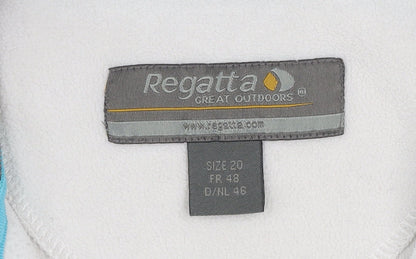 Regatta
GREAT OUTDOORS
www.regatta.com
SIZE 20
FR 48
D/NL 46